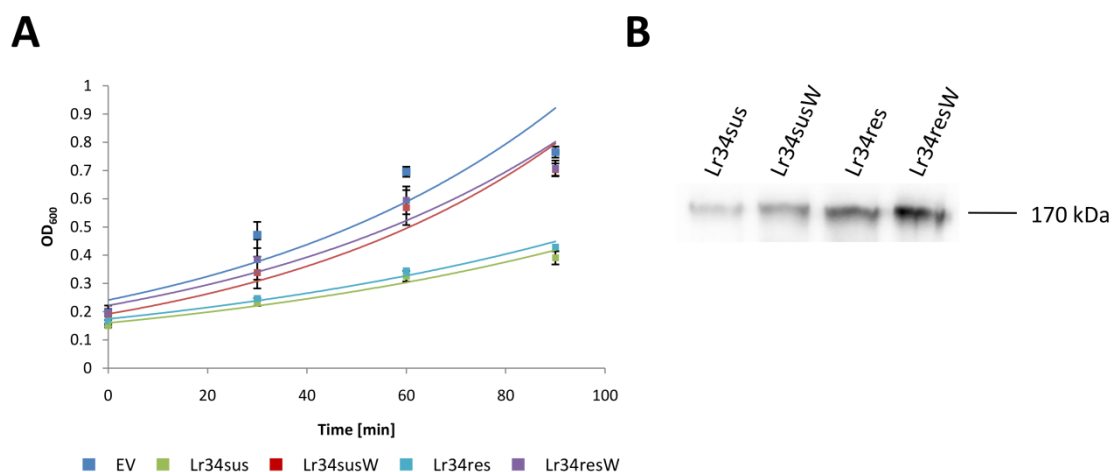 A
B
1
0.9
0.8
0.7
0.6
0.5
0.4
0.3
0.2
0.1
0
OD600
0 20 40 60 80 100
Time [min]
EV Lr34sus Lr34susW Lr34res Lr34resW
Lr34sus
Lr34susW
Lr34res
Lr34resW
170 kDa